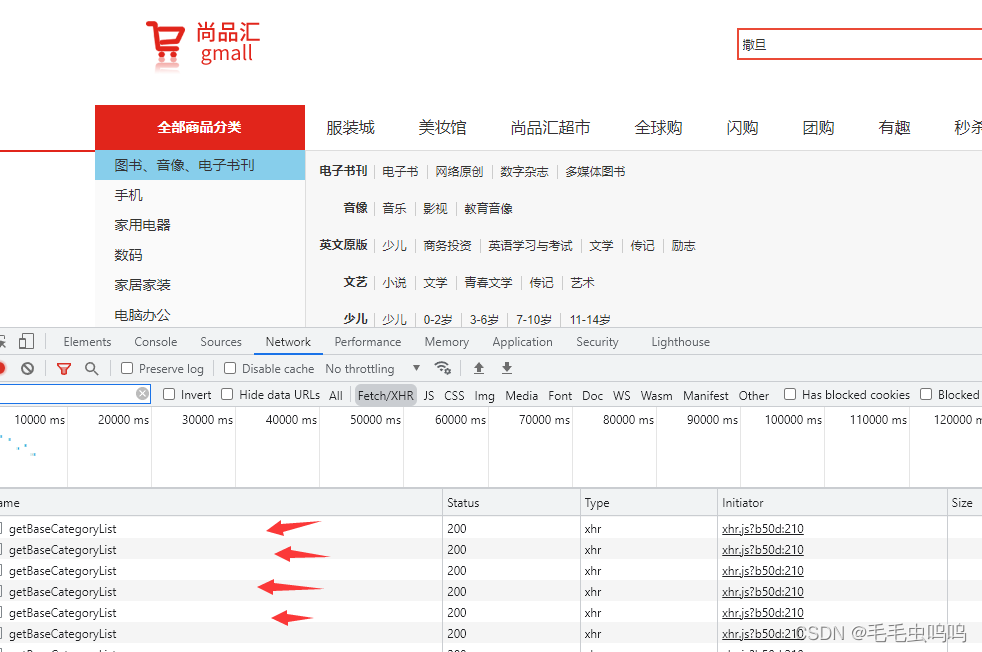 尚品汇
gmall
撒旦
全部商品分类 服装城 美妆馆 尚品汇超市 全球购 闪购 团购 有趣 秒杀
图书、音像、电子书刊
手机
家用电器
数码
家居家装
电脑办公
电子书刊 电子书 网络原创 数字杂志 多媒体图书
音像 音乐 影视 教育音像
英文原版 少儿 商务投资 英语学习与考试 文学 传记 励志
文艺 小说 文学 青春文学 传记 艺术
少儿 少儿 0-2岁 3-6岁 7-10岁 11-14岁
Elements Console Sources Network Performance Memory Application Security Lighthouse
Preserve log Disable cache No throttling
Invert Hide data URLs All Fetch/XHR JS CSS Img Media Font Doc WS Wasm Manifest Other Has blocked cookies Blocked
10000 ms 20000 ms 30000 ms 40000 ms 50000 ms 60000 ms 70000 ms 80000 ms 90000 ms 100000 ms 110000 ms 120000 m
ame Status Type Initiator Size
getBaseCategoryList 200 xhr xhr.js?b50d:210
getBaseCategoryList 200 xhr xhr.js?b50d:210
getBaseCategoryList 200 xhr xhr.js?b50d:210
getBaseCategoryList 200 xhr xhr.js?b50d:210
getBaseCategoryList 200 xhr xhr.js?b50d:210
getBaseCategoryList 200 xhr xhr.js?b50d:210
CSDN @毛毛虫呜呜